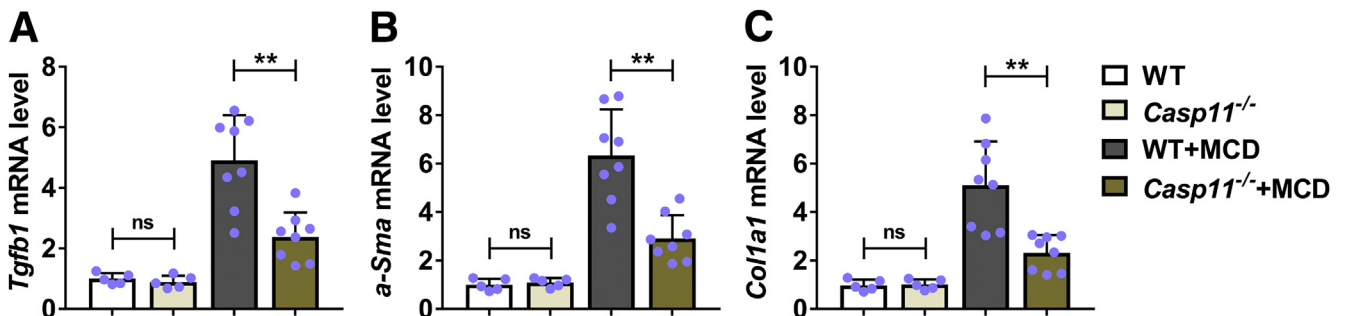 A
Tgfb1 mRNA level
8
6
4
2
0
ns
**
B
a-Sma mRNA level
10
8
6
4
2
0
ns
**
C
Col1a1 mRNA level
10
8
6
4
2
0
ns
**
WT
Casp11-/-
WT+MCD
Casp11-/-+MCD